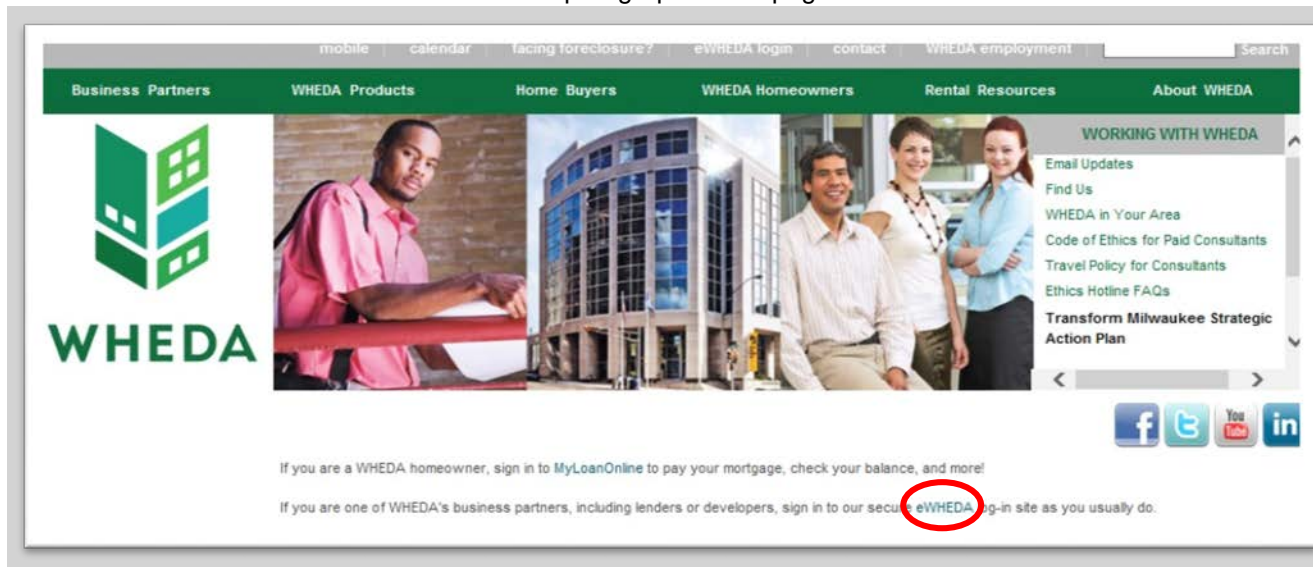 mobile calendar facing foreclosure? eWHEDA login contact WHEDA employment Search
Business Partners WHEDA Products Home Buyers WHEDA Homeowners Rental Resources About WHEDA
WORKING WITH WHEDA
Email Updates
Find Us
WHEDA in Your Area
Code of Ethics for Paid Consultants
Travel Policy for Consultants
Ethics Hotline FAQs
Transform Milwaukee Strategic
Action Plan
WHEDA
f t You Tube in
If you are a WHEDA homeowner, sign in to MyLoanOnline to pay your mortgage, check your balance, and more!
If you are one of WHEDA's business partners, including lenders or developers, sign in to our secure eWHEDA log-in site as you usually do.